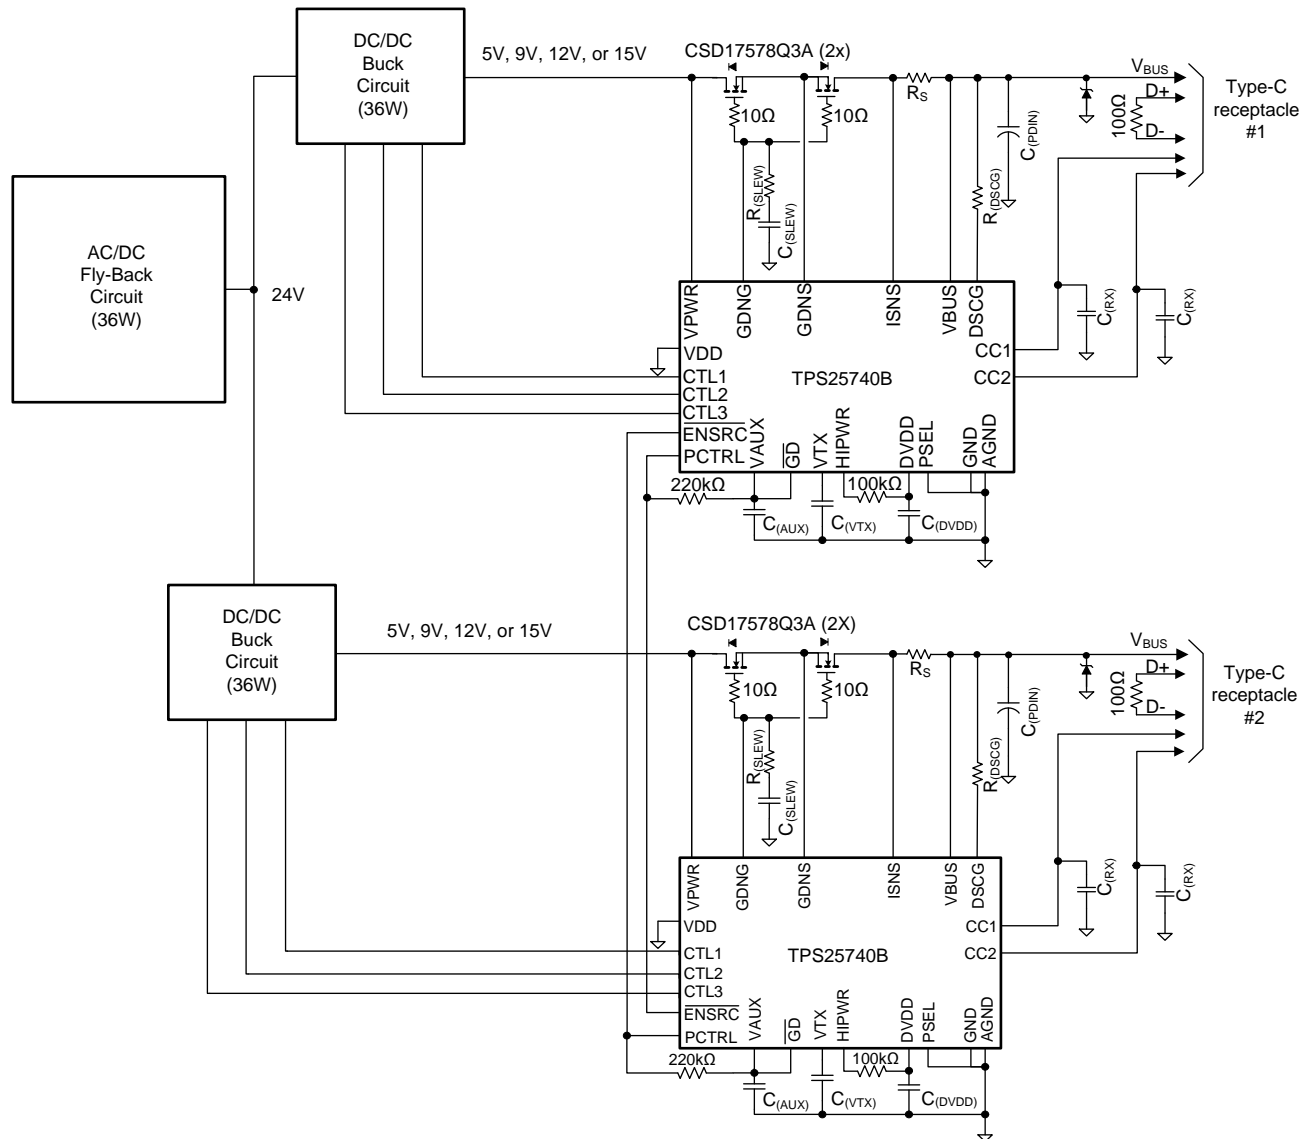 DC/DC
Buck
Circuit
(36W)
5V, 9V, 12V, or 15V
CSD17578Q3A (2x)
10Ω
10Ω
R(SLEW)
C(SLEW)
RS
R(DSCG)
C(PDIN)
VBUS
D+
100Ω
D-
Type-C
receptacle
#1
AC/DC
Fly-Back
Circuit
(36W)
24V
VPWR
GDNG
GDNS
ISNS
VBUS
DSCG
C(RX)
C(RX)
VDD
CTL1
CTL2
CTL3
ENSRC
PCTRL
TPS25740B
CC1
CC2
VAUX
GD
VTX
HIPWR
DVDD
PSEL
GND
AGND
220kΩ
100kΩ
C(AUX)
C(VTX)
C(DVDD)
DC/DC
Buck
Circuit
(36W)
5V, 9V, 12V, or 15V
CSD17578Q3A (2X)
10Ω
10Ω
R(SLEW)
C(SLEW)
RS
R(DSCG)
C(PDIN)
VBUS
D+
100Ω
D-
Type-C
receptacle
#2
VPWR
GDNG
GDNS
ISNS
VBUS
DSCG
C(RX)
C(RX)
VDD
CTL1
CTL2
CTL3
ENSRC
PCTRL
TPS25740B
CC1
CC2
VAUX
GD
VTX
HIPWR
DVDD
PSEL
GND
AGND
220kΩ
100kΩ
C(AUX)
C(VTX)
C(DVDD)